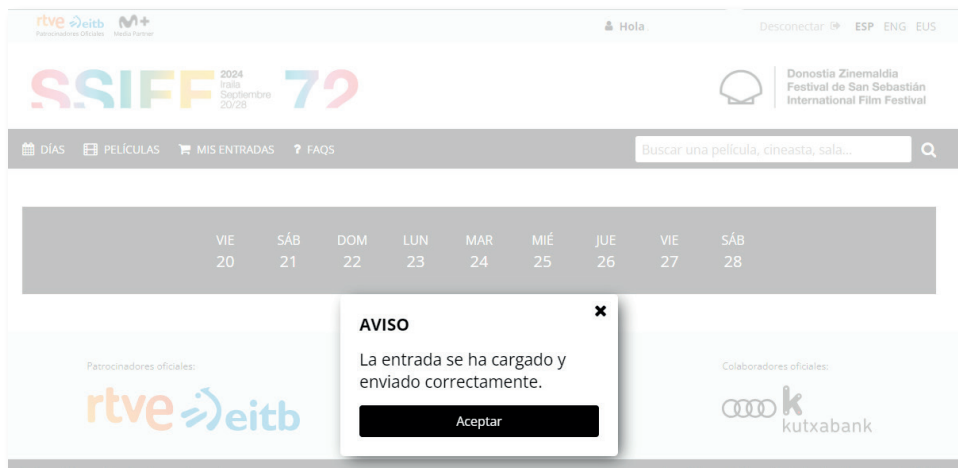 rtve eitb M+
Patrocinadores Oficiales Media Partner
Hola
Desconectar ESP ENG EUS
SSIFF 2024 Iraila Septiembre 20/28 72
Donostia Zinemaldia
Festival de San Sebastián
International Film Festival
DÍAS PELÍCULAS MIS ENTRADAS ? FAQS
Buscar una película, cineasta, sala...
VIE SÁB DOM LUN MAR MIÉ JUE VIE SÁB
20 21 22 23 24 25 26 27 28
AVISO
La entrada se ha cargado y
enviado correctamente.
Aceptar
Patrocinadores oficiales:
rtve eitb
Colaboradores oficiales:
k
kutxabank